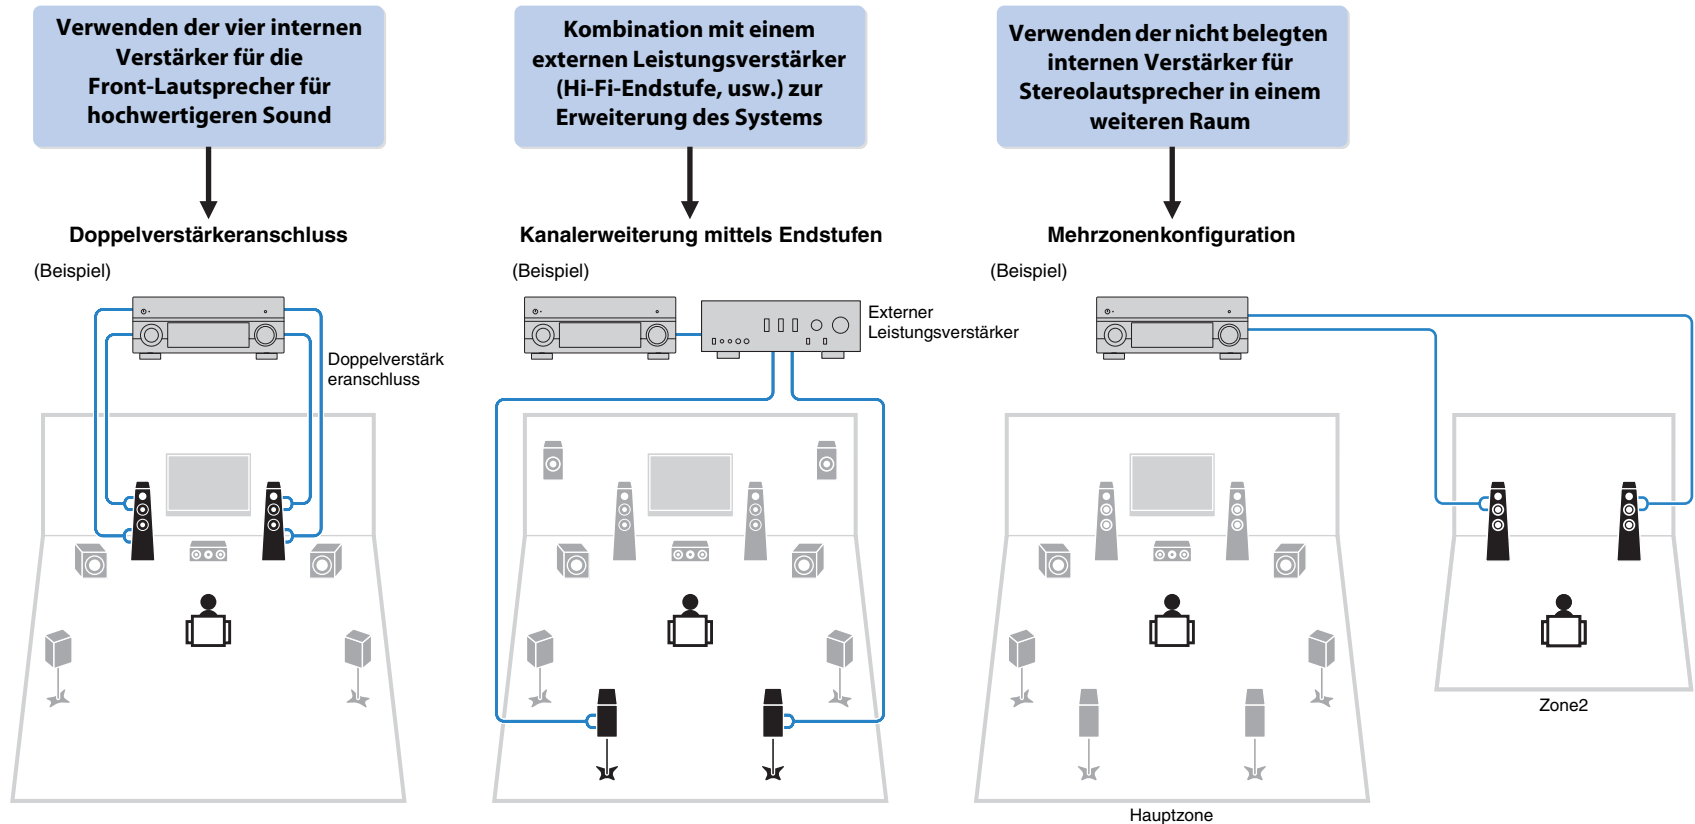 Verwenden der vier internen
Verstärker für die
Front-Lautsprecher für
hochwertigeren Sound
Doppelverstärkeranschluss
(Beispiel)
Doppelverstärk
eranschluss
Kombination mit einem
externen Leistungsverstärker
(Hi-Fi-Endstufe, usw.) zur
Erweiterung des Systems
Kanalerweiterung mittels Endstufen
(Beispiel)
Externer
Leistungsverstärker
Verwenden der nicht belegten
internen Verstärker für
Stereolautsprecher in einem
weiteren Raum
Mehrzonenkonfiguration
(Beispiel)
Zone2
Hauptzone